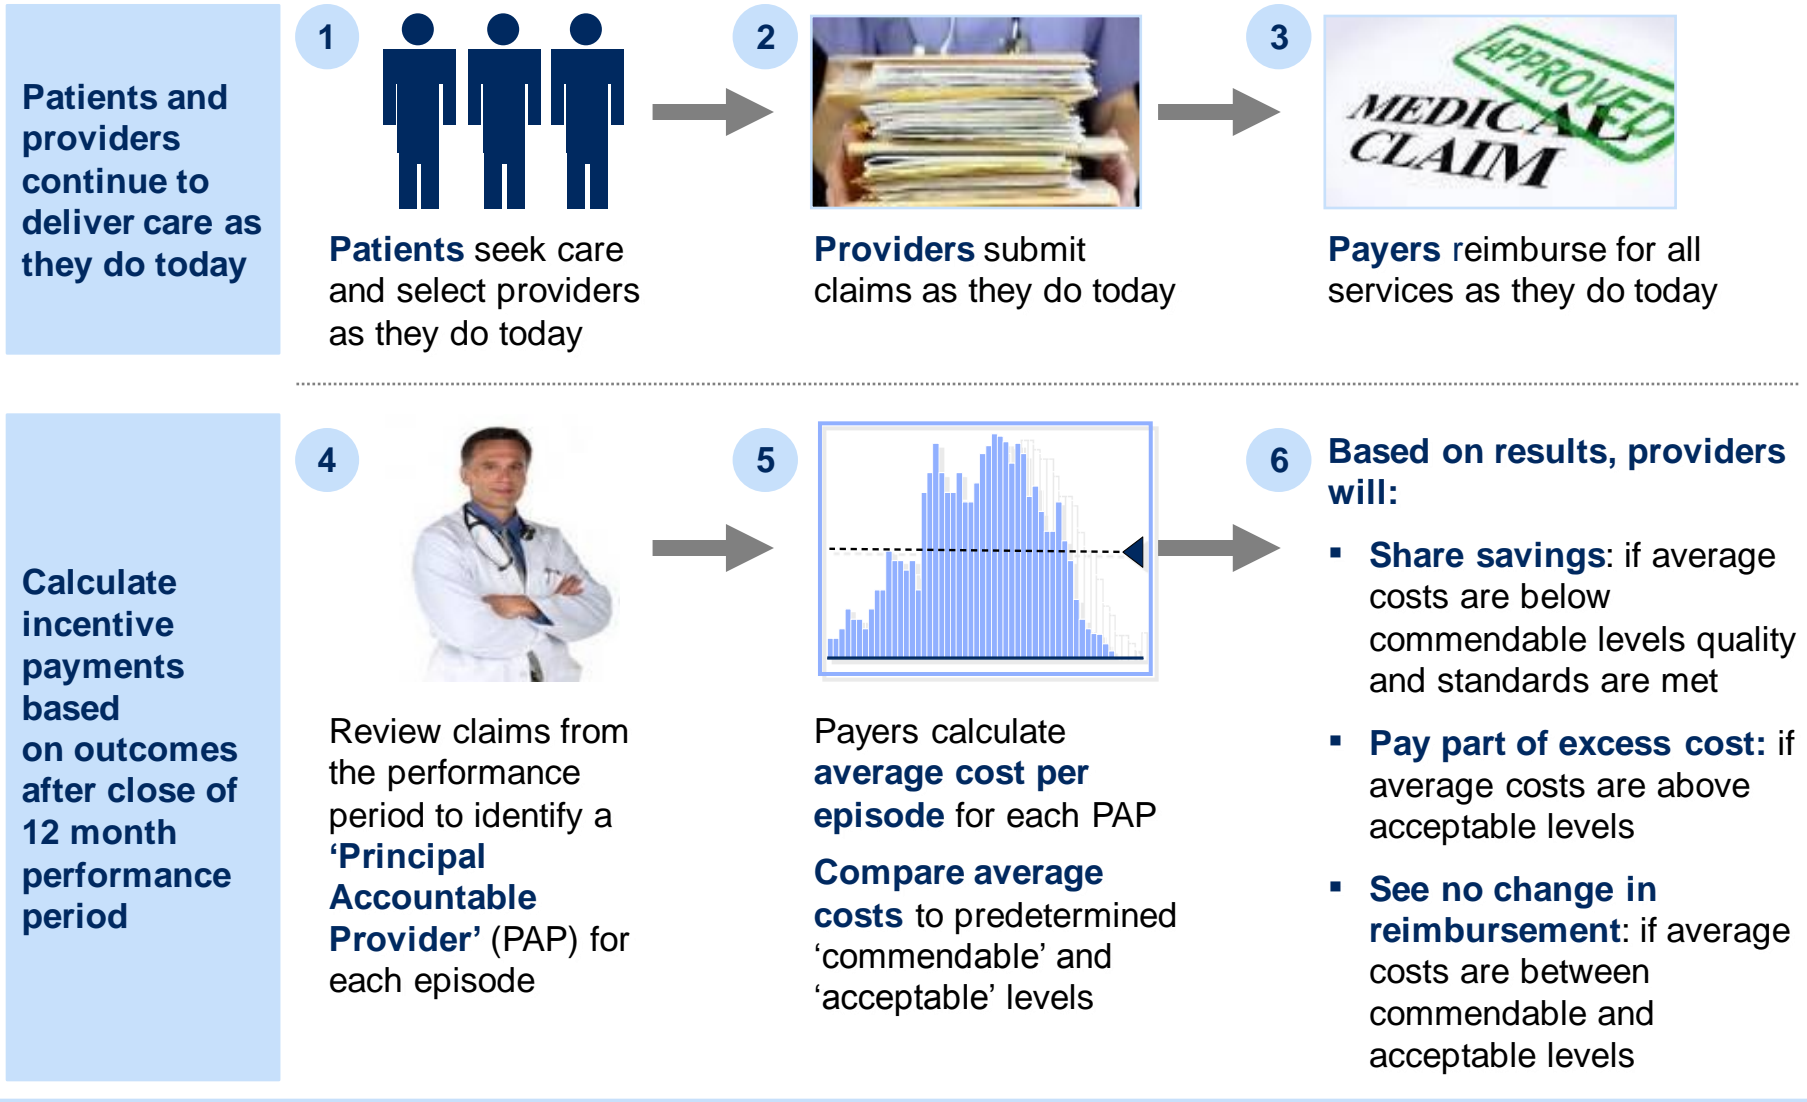 Patients and
providers
continue to
deliver care as
they do today
1
Patients seek care
and select providers
as they do today
2
Providers submit
claims as they do today
3
APPROVED
MEDICAL
CLAIM
Payers reimburse for all
services as they do today
Calculate
incentive
payments
based
on outcomes
after close of
12 month
performance
period
4
Review claims from
the performance
period to identify a
‘Principal
Accountable
Provider’ (PAP) for
each episode
5
Payers calculate
average cost per
episode for each PAP
Compare average
costs to predetermined
‘commendable’ and
‘acceptable’ levels
6
Based on results, providers
will:
▪ Share savings: if average
costs are below
commendable levels quality
and standards are met
▪ Pay part of excess cost: if
average costs are above
acceptable levels
▪ See no change in
reimbursement: if average
costs are between
commendable and
acceptable levels